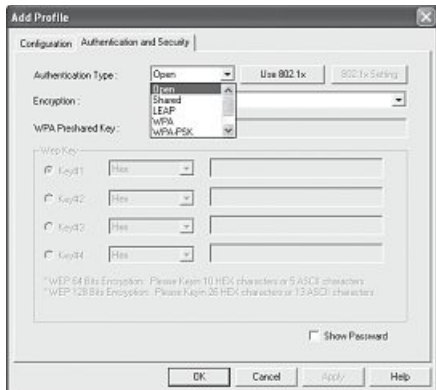 Add Profile
Configuration Authentication and Security
Authentication Type : Open Use 802.1x 802.1x Setting
Open
Shared
LEAP
WPA
WPA-PSK
Encryption :
WPA Preshared Key :
Wep Key
Key#1 Hex
Key#2 Hex
Key#3 Hex
Key#4 Hex
* WEP 64 Bits Encryption: Please Keyin 10 HEX characters or 5 ASCII characters
* WEP 128 Bits Encryption: Please Keyin 26 HEX characters or 13 ASCII characters
Show Password
OK Cancel Apply Help